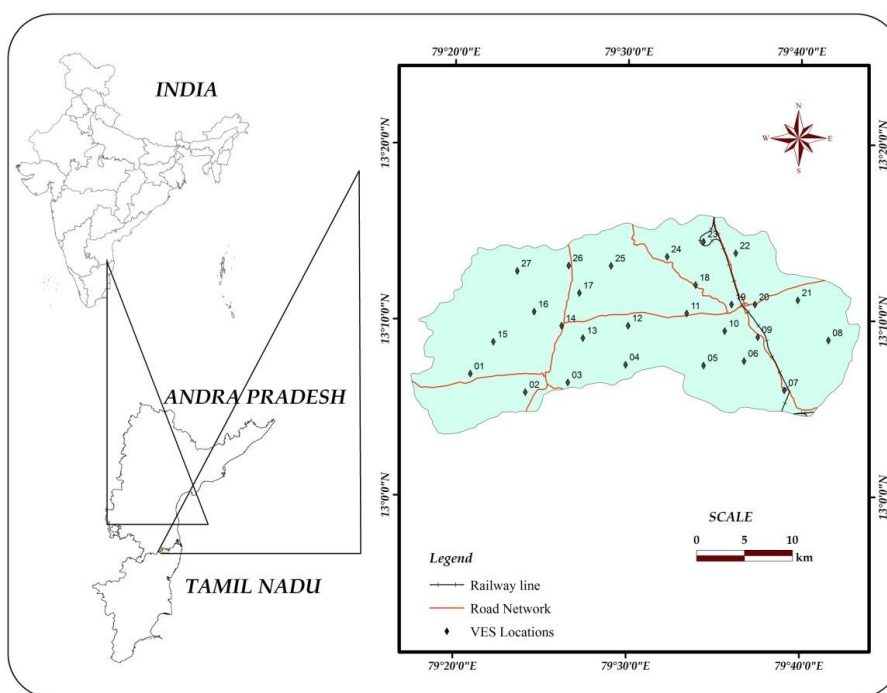 INDIA
ANDRA PRADESH
TAMIL NADU
79°20'0"E
79°30'0"E
79°40'0"E
13°20'0"N
13°20'0"N
N
W
E
S
23
22
27
26
25
24
18
17
16
19
20
21
11
14
12
13
10
09
08
15
13°10'0"N
13°10'0"N
01
04
05
06
02
03
07
13°0'0"N
13°0'0"N
SCALE
0 5 10
km
Legend
Railway line
Road Network
VES Locations
79°20'0"E
79°30'0"E
79°40'0"E